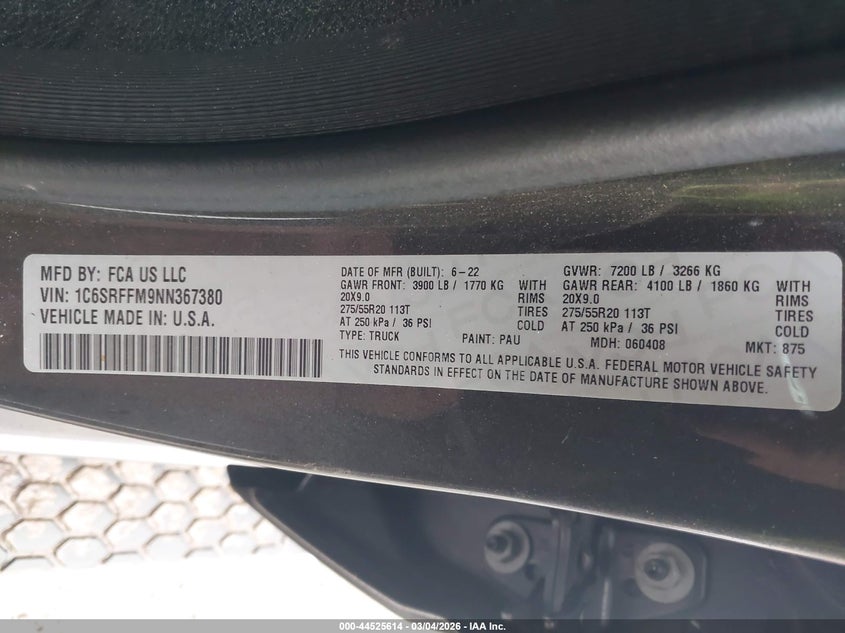 MFD BY: FCA US LLC
VIN: 1C6SRFFM9NN367380
VEHICLE MADE IN: U.S.A.
DATE OF MFR (BUILT): 6-22 GVWR: 7200 LB / 3266 KG
GAWR FRONT: 3900 LB / 1770 KG WITH GAWR REAR: 4100 LB / 1860 KG WITH
20X9.0 RIMS 20X9.0 RIMS
275/55R20 113T TIRES 275/55R20 113T TIRES
AT 250 kPa / 36 PSI COLD AT 250 kPa / 36 PSI COLD
TYPE: TRUCK PAINT: PAU MDH: 060408 MKT: 875
THIS VEHICLE CONFORMS TO ALL APPLICABLE U.S.A. FEDERAL MOTOR VEHICLE SAFETY
STANDARDS IN EFFECT ON THE DATE OF MANUFACTURE SHOWN ABOVE.
000-44525614 - 03/04/2026 - IAA Inc.